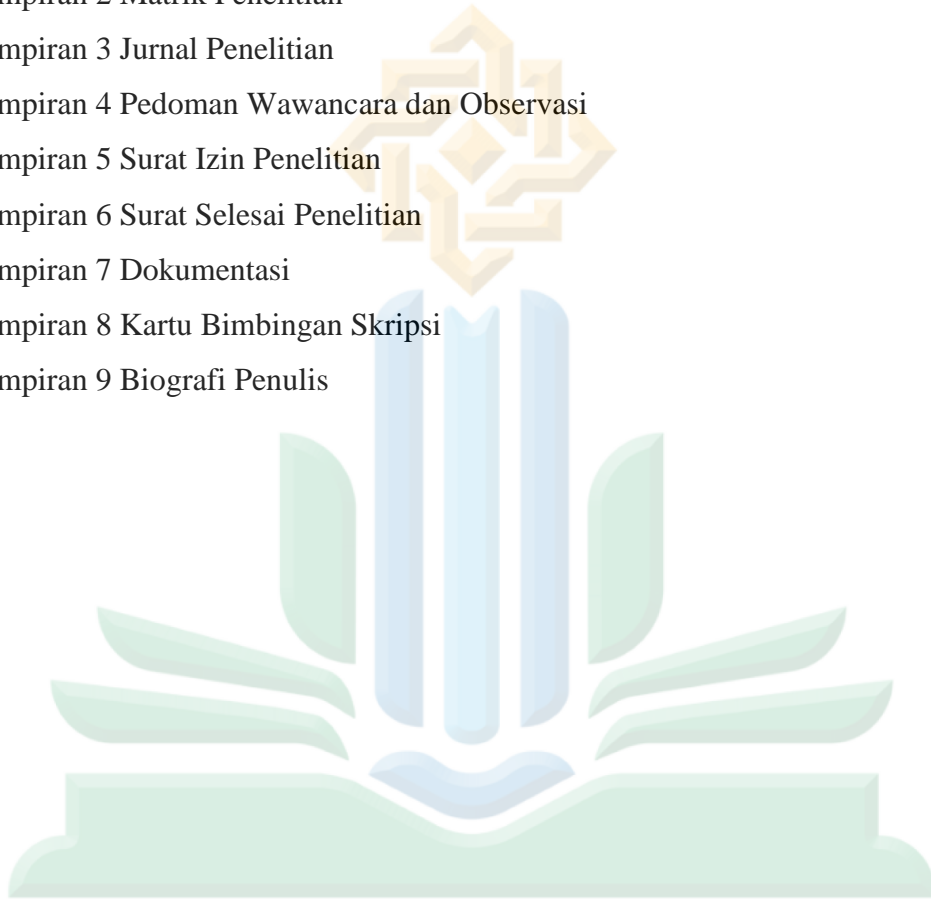 mpiran 2 Matrik Penelitian
mpiran 3 Jurnal Penelitian
mpiran 4 Pedoman Wawancara dan Observasi
mpiran 5 Surat Izin Penelitian
mpiran 6 Surat Selesai Penelitian
mpiran 7 Dokumentasi
mpiran 8 Kartu Bimbingan Skripsi
mpiran 9 Biografi Penulis